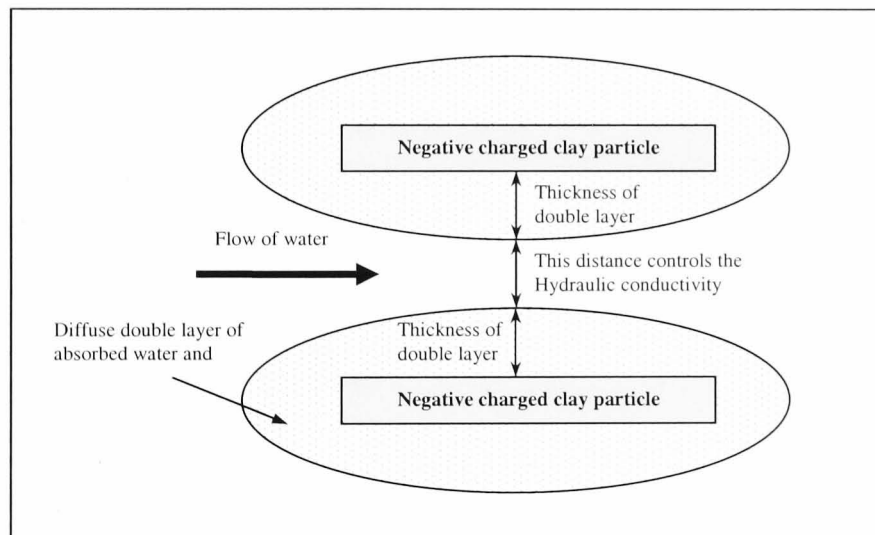 Negative charged clay particle
Thickness of
double layer
Flow of water
This distance controls the
Hydraulic conductivity
Diffuse double layer of
absorbed water and
Thickness of
double layer
Negative charged clay particle